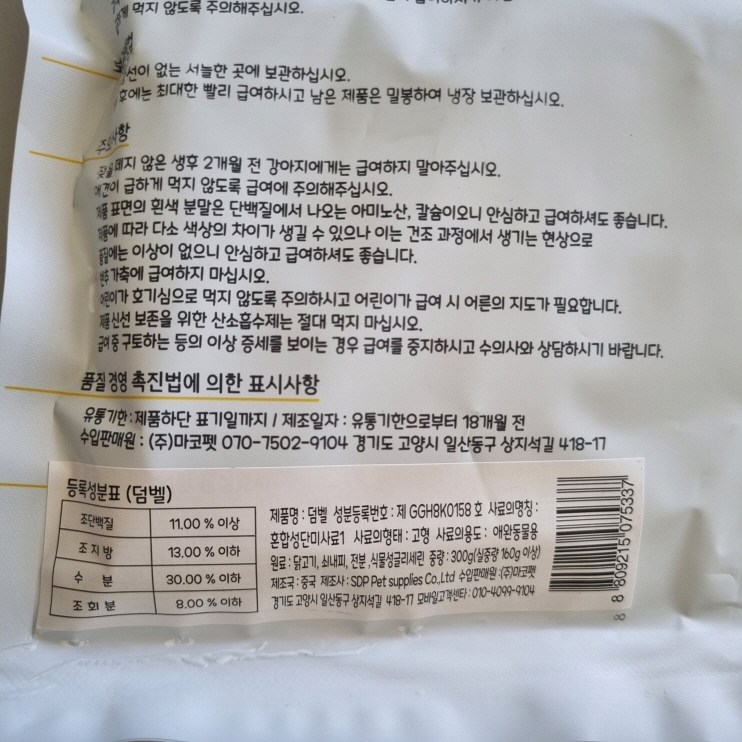 먹지 않도록 주의해주십시오.
없는 서늘한 곳에 보관하십시오.
최대한 빨리 급여하시고 남은 제품은 밀봉하여 냉장 보관하십시오.
주의사항
젖을 떼지 않은 생후 2개월 전 강아지에게는 급여하지 말아주십시오.
애견이 급하게 먹지 않도록 급여에 주의해주십시오.
제품 표면의 흰색 분말은 단백질에서 나오는 아미노산, 칼슘이오니 안심하고 급여하셔도 좋습니다.
제품에 따라 다소 색상의 차이가 생길 수 있으나 이는 건조 과정에서 생기는 현상으로
품질에는 이상이 없으니 안심하고 급여하셔도 좋습니다.
반추가축에 급여하지 마십시오.
어린이가 호기심으로 먹지 않도록 주의하시고 어린이가 급여 시 어른의 지도가 필요합니다.
제품 신선 보존을 위한 산소흡수제는 절대 먹지 마십시오.
급여 중 구토하는 등의 이상 증세를 보이는 경우 급여를 중지하시고 수의사와 상담하시기 바랍니다.
품질 경영 촉진법에 의한 표시사항
유통기한 : 제품하단 표기일까지 / 제조일자 : 유통기한으로부터 18개월 전
수입판매원 : (주)마코펫 070-7502-9104 경기도 고양시 일산동구 상지석길 418-17
등록성분표 (덤벨)
조단백질 11.00 % 이상
조 지 방 13.00 % 이하
수 분 30.00 % 이하
조 회 분 8.00 % 이하
제품명 : 덤벨 성분등록번호 : 제 GGH8K0158 호 사료의명칭 :
혼합성단미사료1 사료의형태 : 고형 사료의용도 : 애완동물용
원료 : 닭고기, 쇠내피, 전분, 식물성글리세린 중량 : 300g(실중량 160g 이상)
제조국 : 중국 제조사 : SDP Pet supplies Co.,Ltd 수입판매원 : (주)마코펫
경기도 고양시 일산동구 상지석길 418-17 모바일고객센타 : 010-4099-9104
8 809215 075337